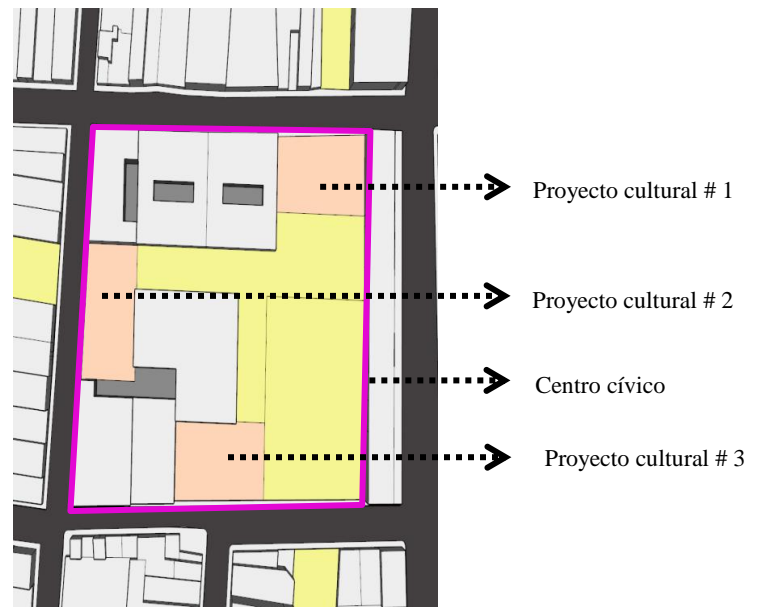 Proyecto cultural # 1
Proyecto cultural # 2
Centro cívico
Proyecto cultural # 3